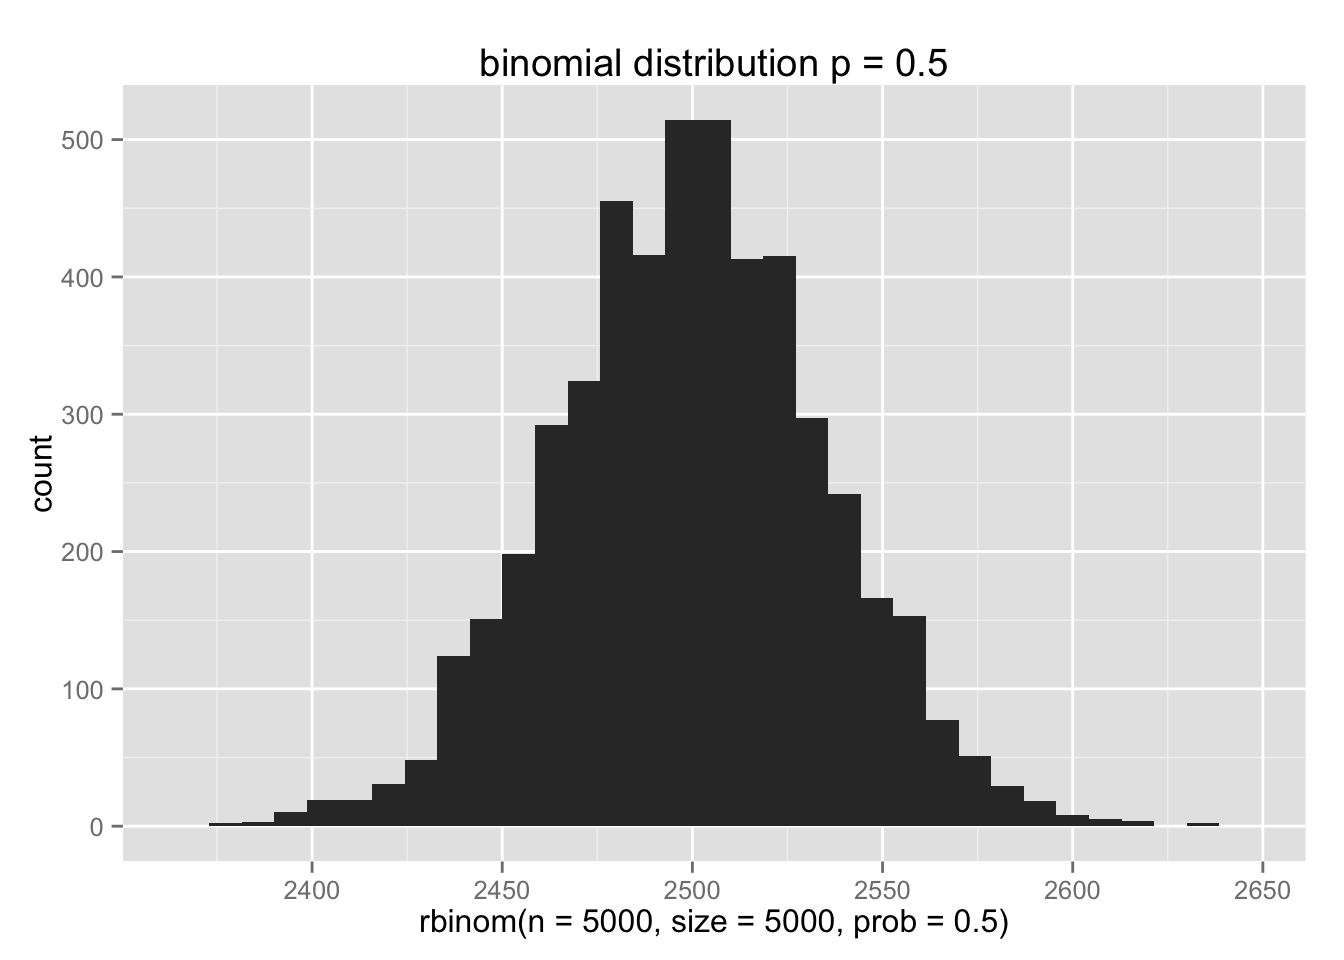 binomial distribution p = 0.5
500
400
300
200
100
0
count
2400 2450 2500 2550 2600 2650
rbinom(n = 5000, size = 5000, prob = 0.5)